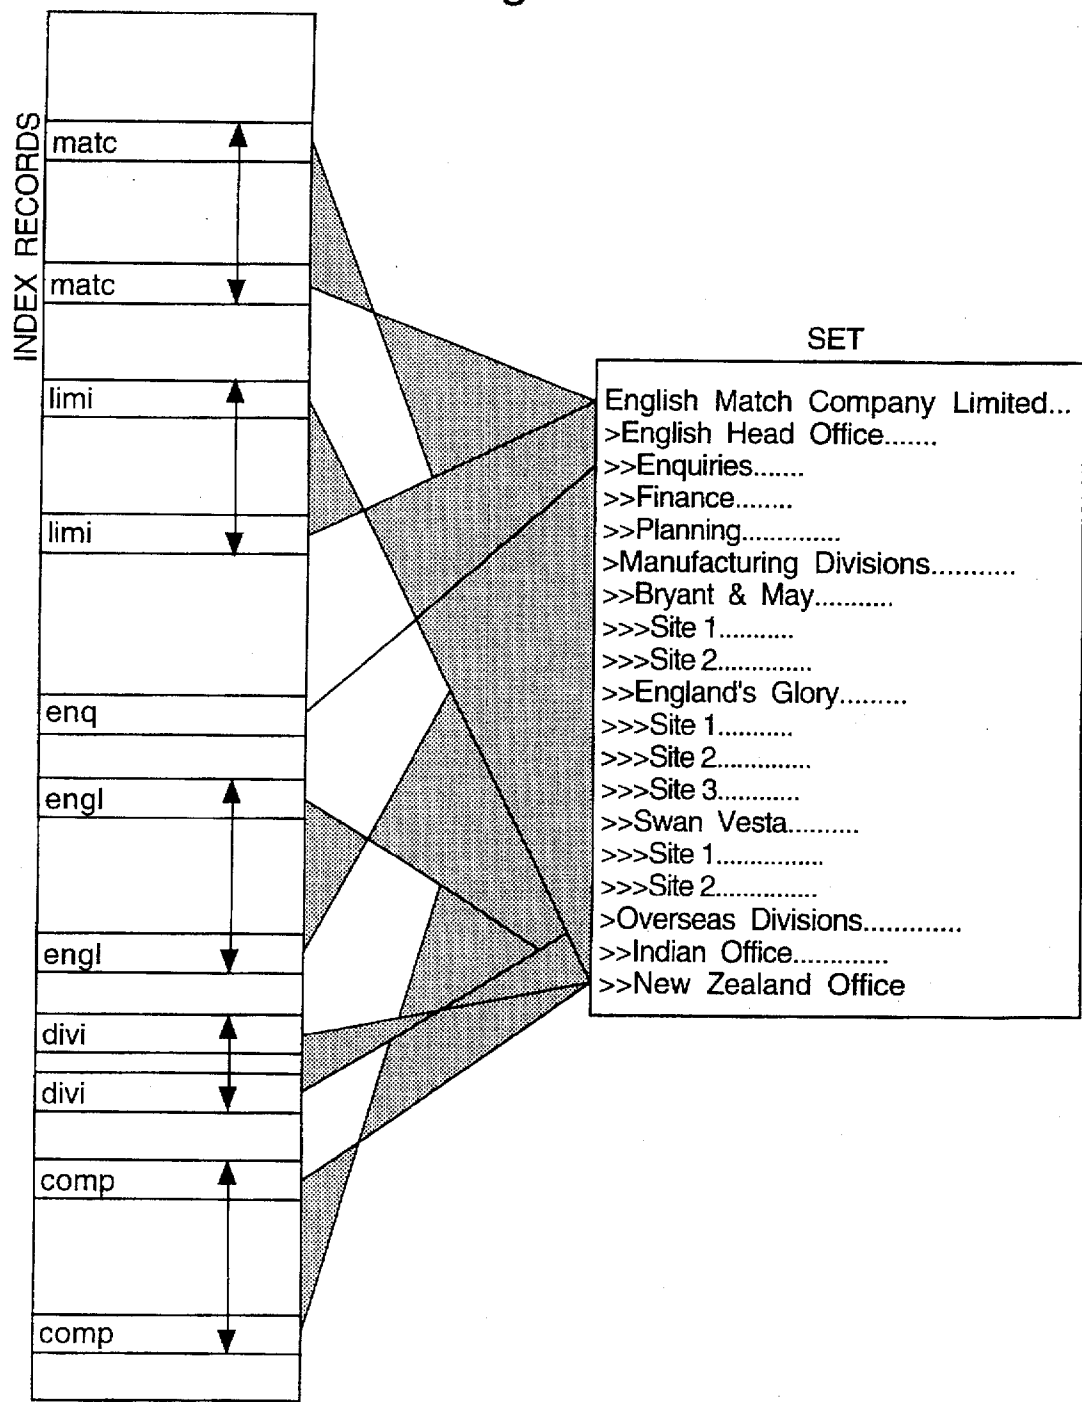 INDEX RECORDS
matc
matc
limi
limi
enq
engl
engl
divi
divi
comp
comp
SET
English Match Company Limited...
>English Head Office.......
>>Enquiries.......
>>Finance........
>>Planning..............
>Manufacturing Divisions...........
>>Bryant & May...........
>>>Site 1...........
>>>Site 2..............
>>England's Glory.........
>>>Site 1...........
>>>Site 2..............
>>>Site 3............
>>Swan Vesta..........
>>>Site 1................
>>>Site 2...............
>Overseas Divisions.............
>>Indian Office.............
>>New Zealand Office